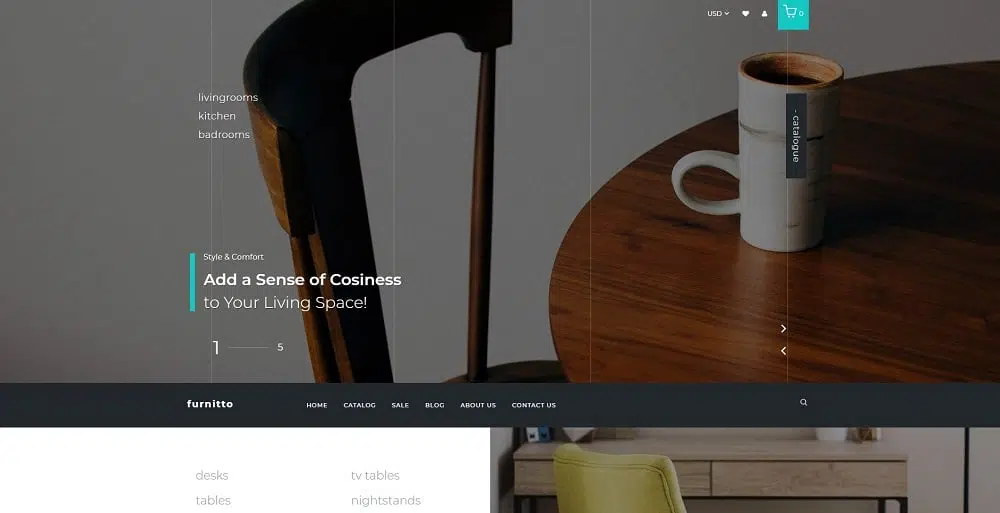 USD
0
livingrooms
kitchen
badrooms
- catalogue
Style & Comfort
Add a Sense of Cosiness
to Your Living Space!
1
5
furnitto
HOME
CATALOG
SALE
BLOG
ABOUT US
CONTACT US
desks
tv tables
tables
nightstands